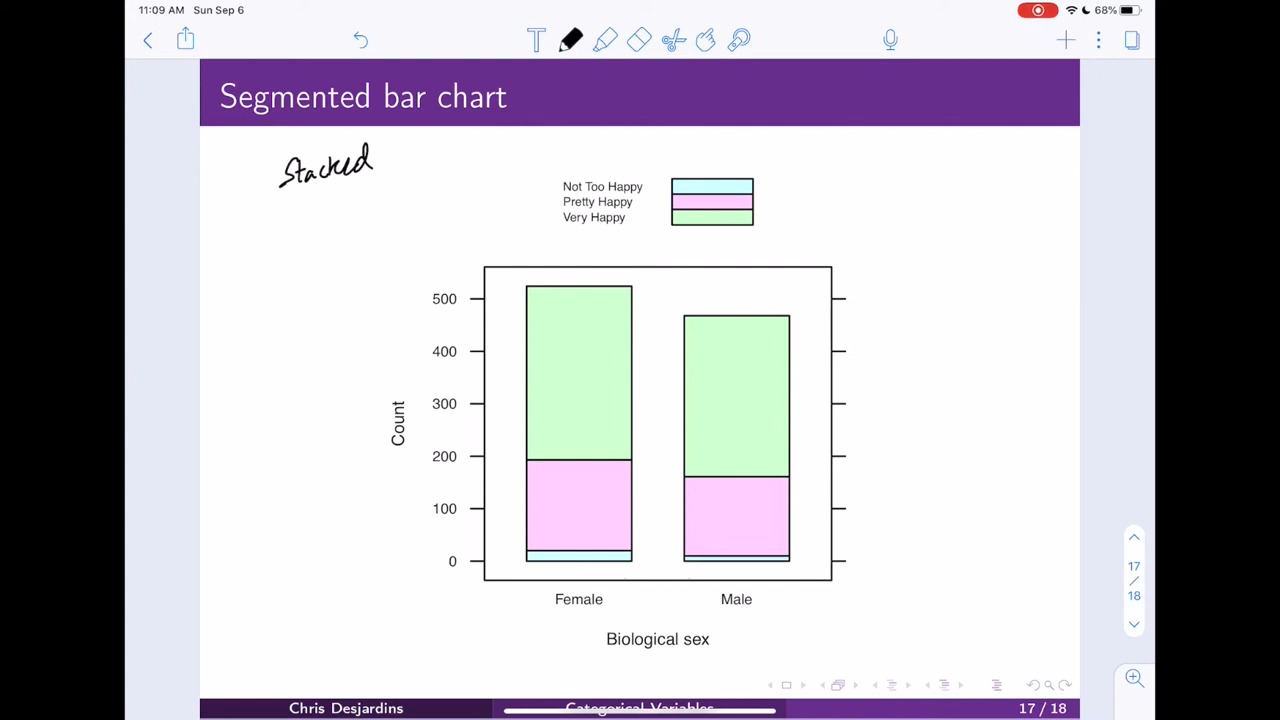 11:09 AM Sun Sep 6
68%
T
Segmented bar chart
Stacked
Not Too Happy
Pretty Happy
Very Happy
500
400
300
200
100
0
Count
Female
Male
Biological sex
17
/
18
Chris Desjardins
Categorical Variables
17 / 18